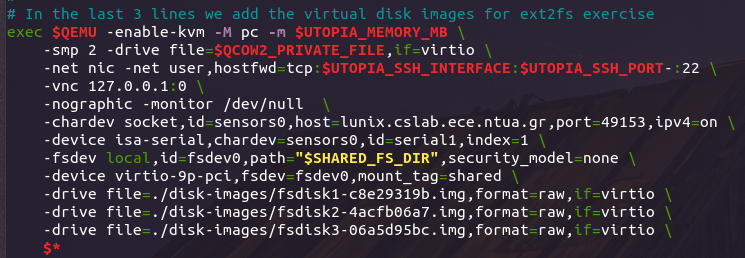 # In the last 3 lines we add the virtual disk images for ext2fs exercise
exec $QEMU -enable-kvm -M pc -m $UTOPIA_MEMORY_MB \
-smp 2 -drive file=$QCOW2_PRIVATE_FILE,if=virtio \
-net nic -net user,hostfwd=tcp:$UTOPIA_SSH_INTERFACE:$UTOPIA_SSH_PORT-:22 \
-vnc 127.0.0.1:0 \
-nographic -monitor /dev/null  \
-chardev socket,id=sensors0,host=lunix.cslab.ece.ntua.gr,port=49153,ipv4=on \
-device isa-serial,chardev=sensors0,id=serial1,index=1 \
-fsdev local,id=fsdev0,path="$SHARED_FS_DIR",security_model=none \
-device virtio-9p-pci,fsdev=fsdev0,mount_tag=shared \
-drive file=./disk-images/fsdisk1-c8e29319b.img,format=raw,if=virtio \
-drive file=./disk-images/fsdisk2-4acfb06a7.img,format=raw,if=virtio \
-drive file=./disk-images/fsdisk3-06a5d95bc.img,format=raw,if=virtio \
$*